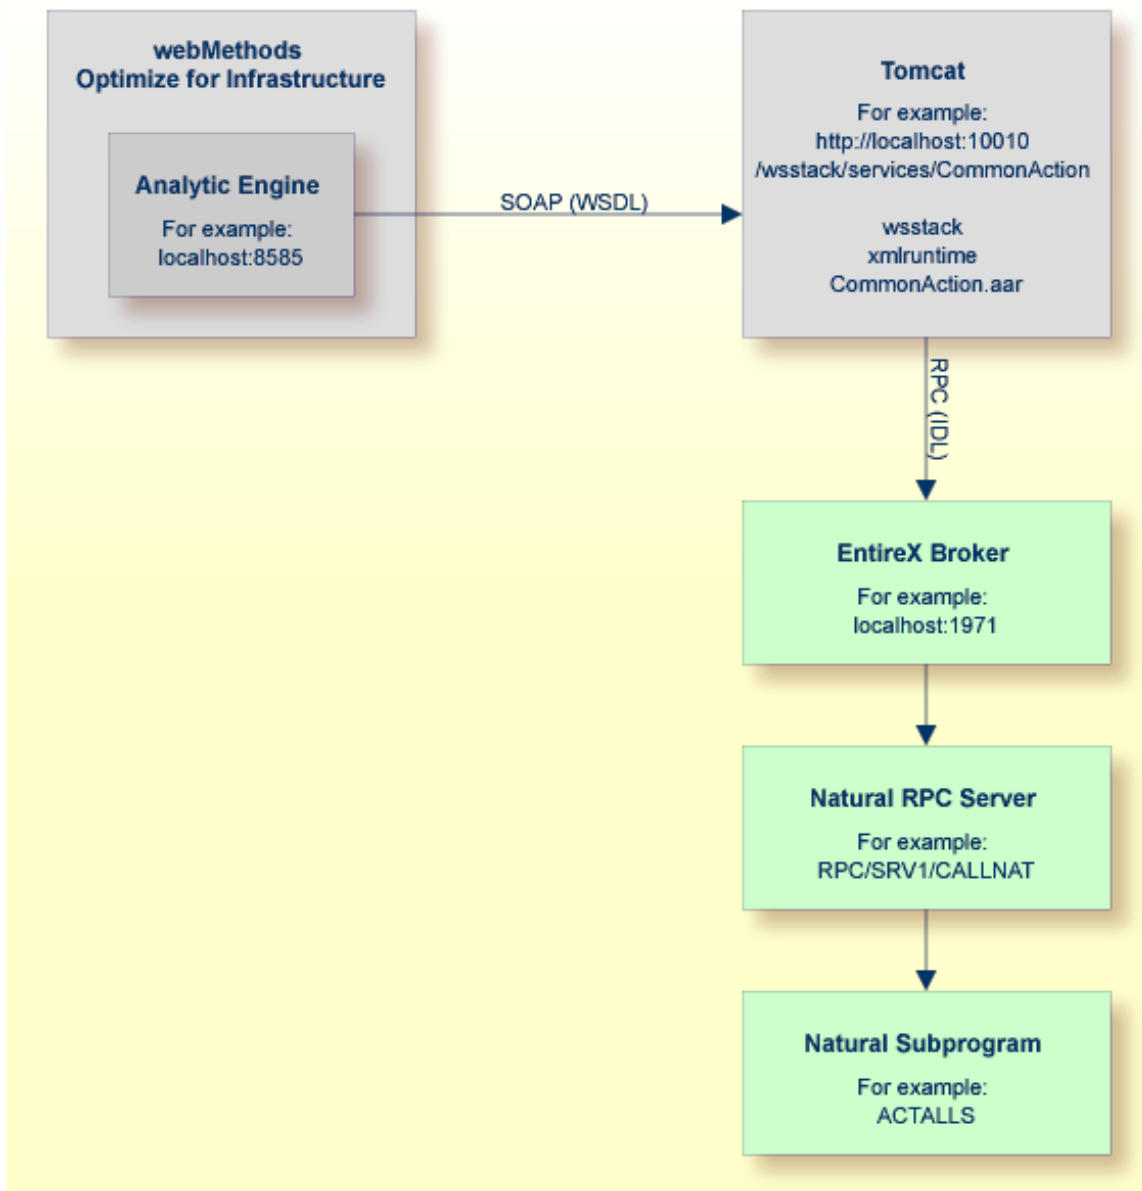 webMethods
Optimize for Infrastructure
Analytic Engine
For example:
localhost:8585
SOAP (WSDL)
Tomcat
For example:
http://localhost:10010
/wsstack/services/CommonAction
wsstack
xmlruntime
CommonAction.aar
RPC (IDL)
EntireX Broker
For example:
localhost:1971
Natural RPC Server
For example:
RPC/SRV1/CALLNAT
Natural Subprogram
For example:
ACTALLS